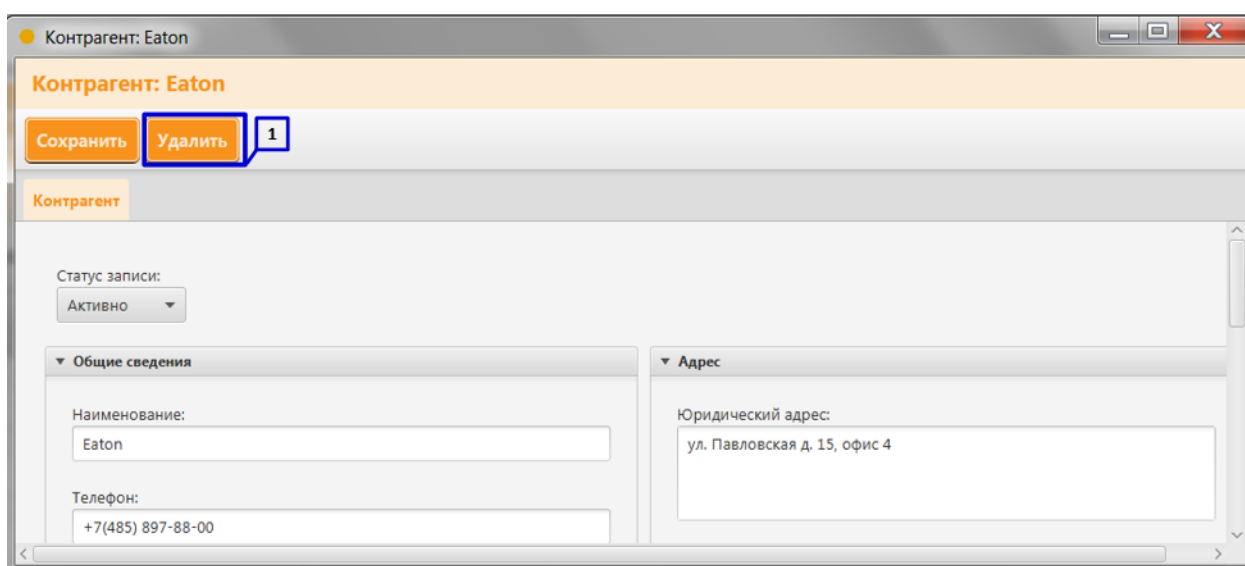 Контрагент: Eaton
Контрагент: Eaton
Сохранить Удалить 1
Контрагент
Статус записи:
Активно
Общие сведения Адрес
Наименование: Юридический адрес:
Eaton ул. Павловская д. 15, офис 4
Телефон:
+7(485) 897-88-00